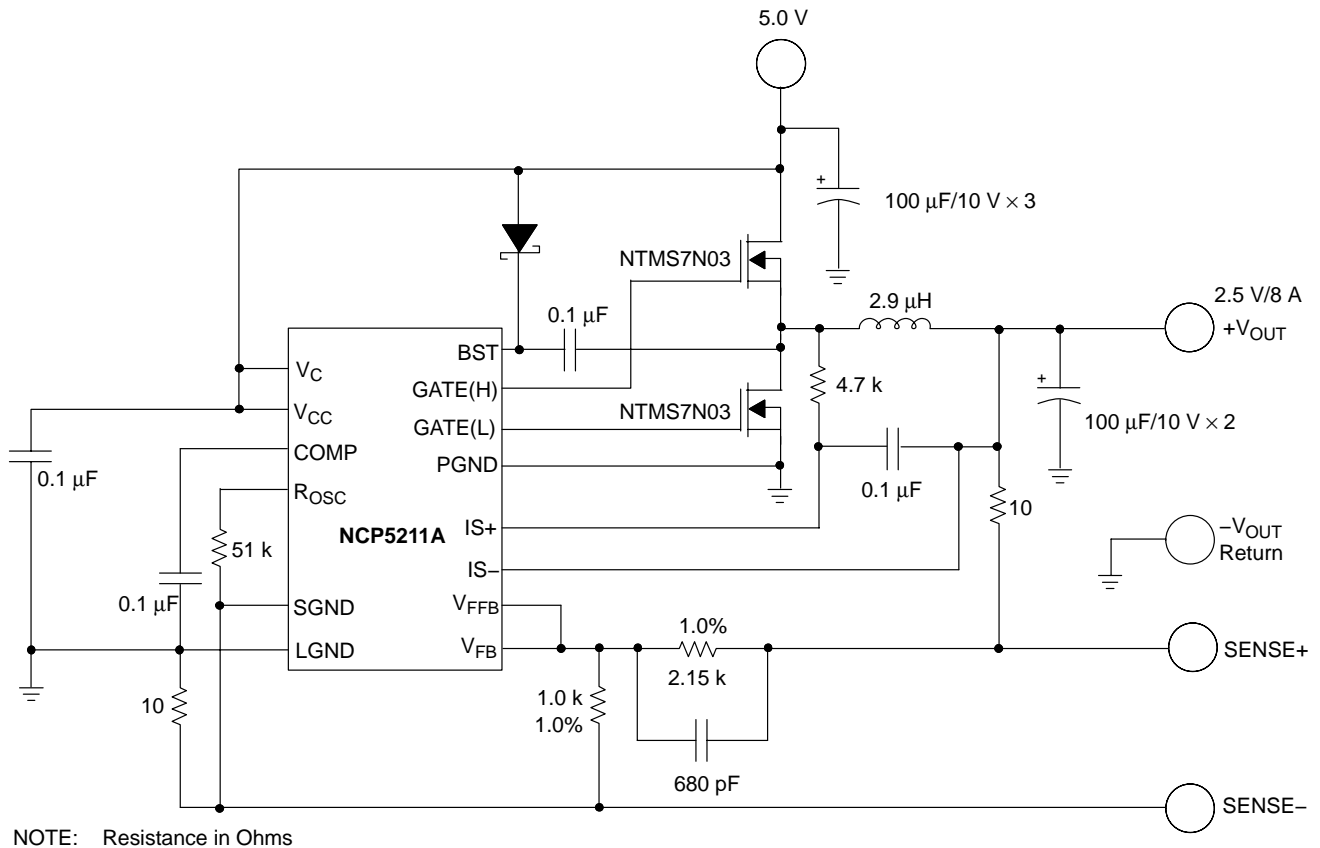 5.0 V
+
100 μF/10 V × 3
NTMS7N03
2.9 μH
2.5 V/8 A
+VOUT
0.1 μF
BST
VC
GATE(H)
4.7 k
+
NTMS7N03
VCC
GATE(L)
100 μF/10 V × 2
COMP
PGND
0.1 μF
0.1 μF
ROSC
10
IS+
NCP5211A
51 k
−VOUT
Return
IS−
0.1 μF
SGND
VFFB
1.0%
LGND
VFB
SENSE+
2.15 k
10
1.0 k
1.0%
680 pF
SENSE−
NOTE: Resistance in Ohms